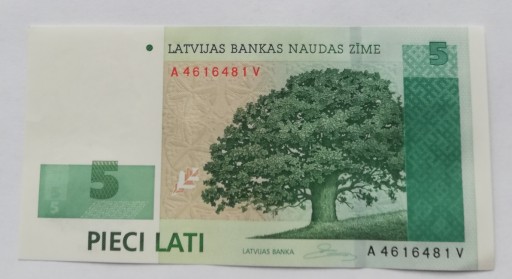 LATVIJAS BANKAS NAUDAS ZĪME
5
A 4616481 V
5
5
PIECI LATI
LATVIJAS BANKA
A 4616481 V